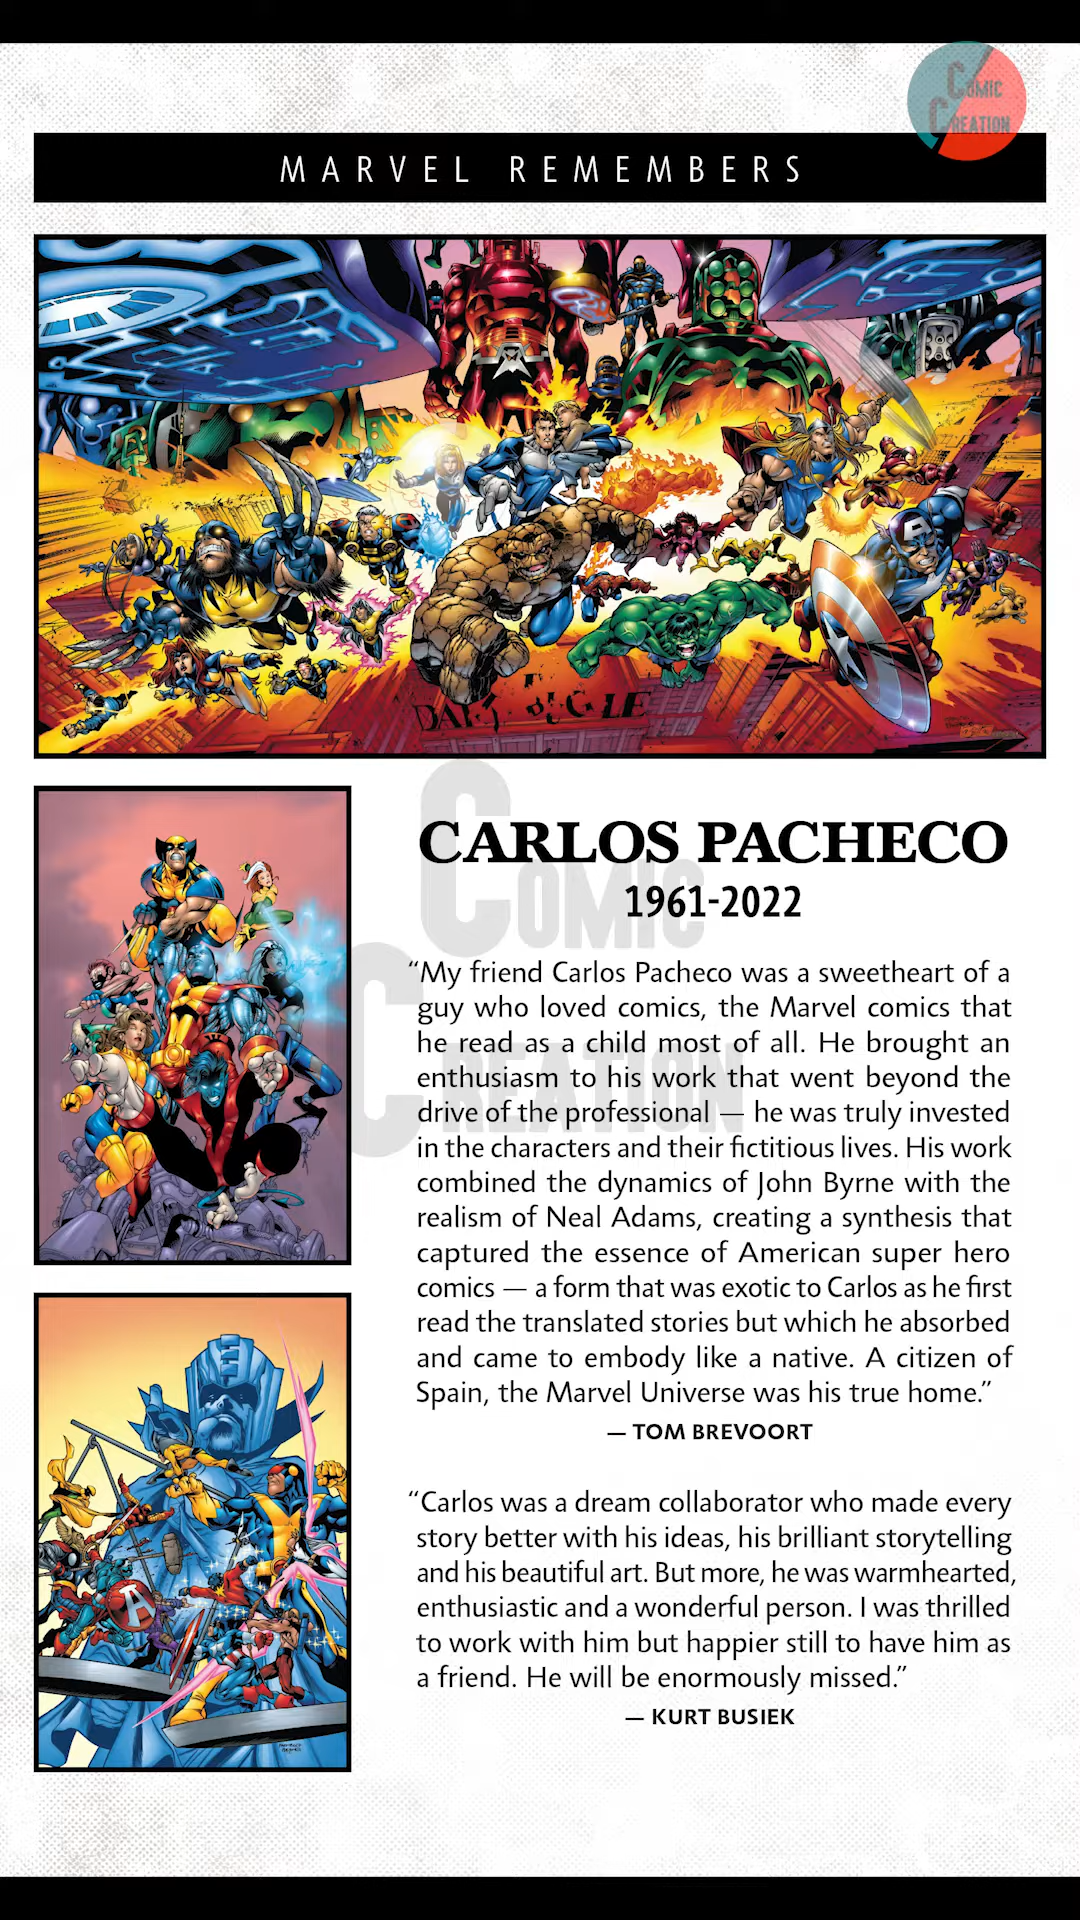 COMIC
CREATION
MARVEL REMEMBERS
CARLOS PACHECO
1961-2022
“My friend Carlos Pacheco was a sweetheart of a
guy who loved comics, the Marvel comics that
he read as a child most of all. He brought an
enthusiasm to his work that went beyond the
drive of the professional — he was truly invested
in the characters and their fictitious lives. His work
combined the dynamics of John Byrne with the
realism of Neal Adams, creating a synthesis that
captured the essence of American super hero
comics — a form that was exotic to Carlos as he first
read the translated stories but which he absorbed
and came to embody like a native. A citizen of
Spain, the Marvel Universe was his true home.”
— TOM BREVOORT
“Carlos was a dream collaborator who made every
story better with his ideas, his brilliant storytelling
and his beautiful art. But more, he was warmhearted,
enthusiastic and a wonderful person. I was thrilled
to work with him but happier still to have him as
a friend. He will be enormously missed.”
— KURT BUSIEK
COMIC
CREATION